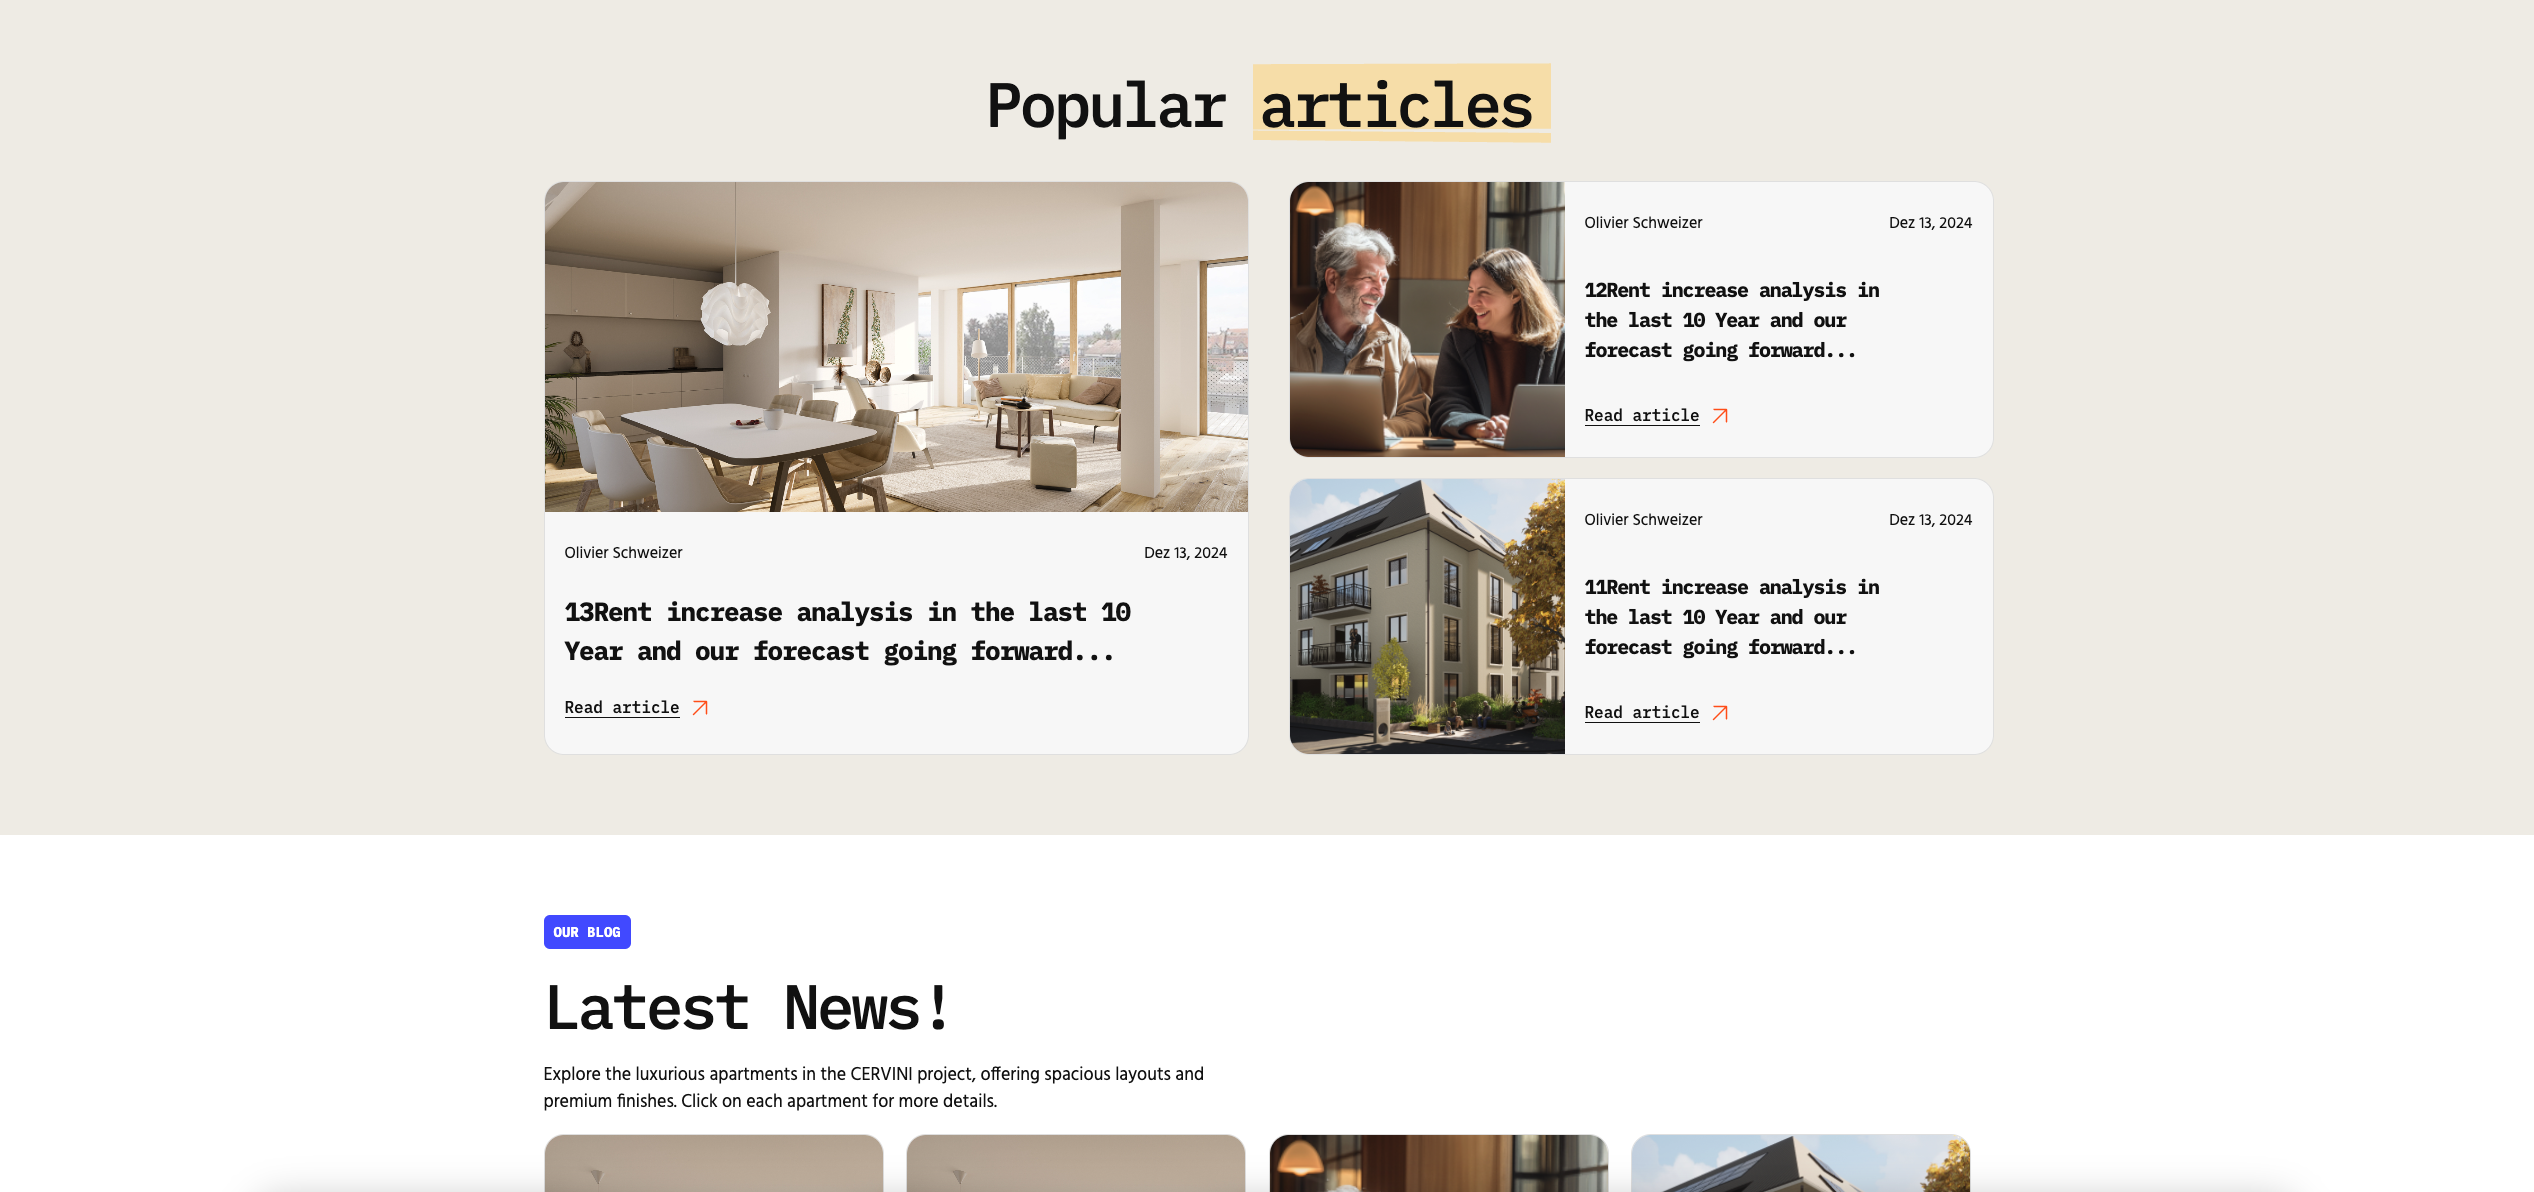 Popular articles
Olivier Schweizer Dez 13, 2024
13Rent increase analysis in the last 10
Year and our forecast going forward...
Read article
Olivier Schweizer Dez 13, 2024
12Rent increase analysis in
the last 10 Year and our
forecast going forward...
Read article
Olivier Schweizer Dez 13, 2024
11Rent increase analysis in
the last 10 Year and our
forecast going forward...
Read article
OUR BLOG
Latest News!
Explore the luxurious apartments in the CERVINI project, offering spacious layouts and
premium finishes. Click on each apartment for more details.